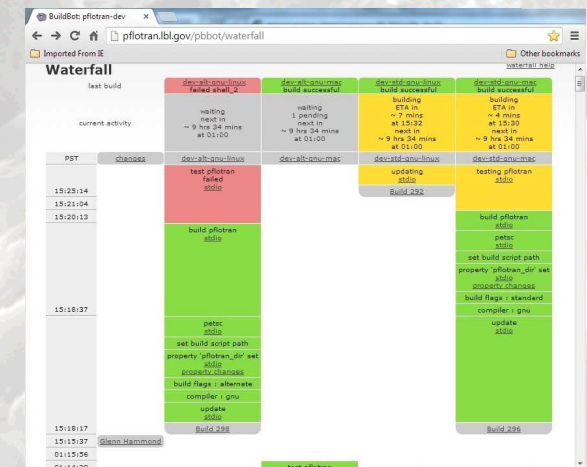 BuildBot: pflotran-dev
pflotran.lbl.gov/pbbot/waterfall
Imported From IE
Other bookmarks
Waterfall
waterfall help
last build
dev-alt-gnu-linux
failed shell_2
dev-alt-gnu-mac
build successful
dev-std-gnu-linux
build successful
dev-std-gnu-mac
build successful
current activity
waiting
next in
~ 9 hrs 34 mins
at 01:00
waiting
1 pending
next in
~ 9 hrs 34 mins
at 01:00
building
ETA in
~ 7 mins
at 15:32
next in
~ 9 hrs 34 mins
at 01:00
building
ETA in
~ 4 mins
at 15:30
next in
~ 9 hrs 34 mins
at 01:00
PST
changes
dev-alt-gnu-linux
dev-alt-gnu-mac
dev-std-gnu-linux
dev-std-gnu-mac
15:25:14
15:21:04
15:20:13
15:18:37
15:18:17
15:15:37
01:15:56
Glenn Hammond
test pflotran
failed
stdio
build pflotran
stdio
petsc
stdio
set build script path
property 'pflotran_dir' set
stdio
property changes
build flags : alternate
compiler : gnu
update
stdio
Build 298
test pflotran
updating
stdio
Build 292
testing pflotran
stdio
build pflotran
stdio
petsc
stdio
set build script path
property 'pflotran_dir' set
stdio
property changes
build flags : standard
compiler : gnu
update
stdio
Build 296